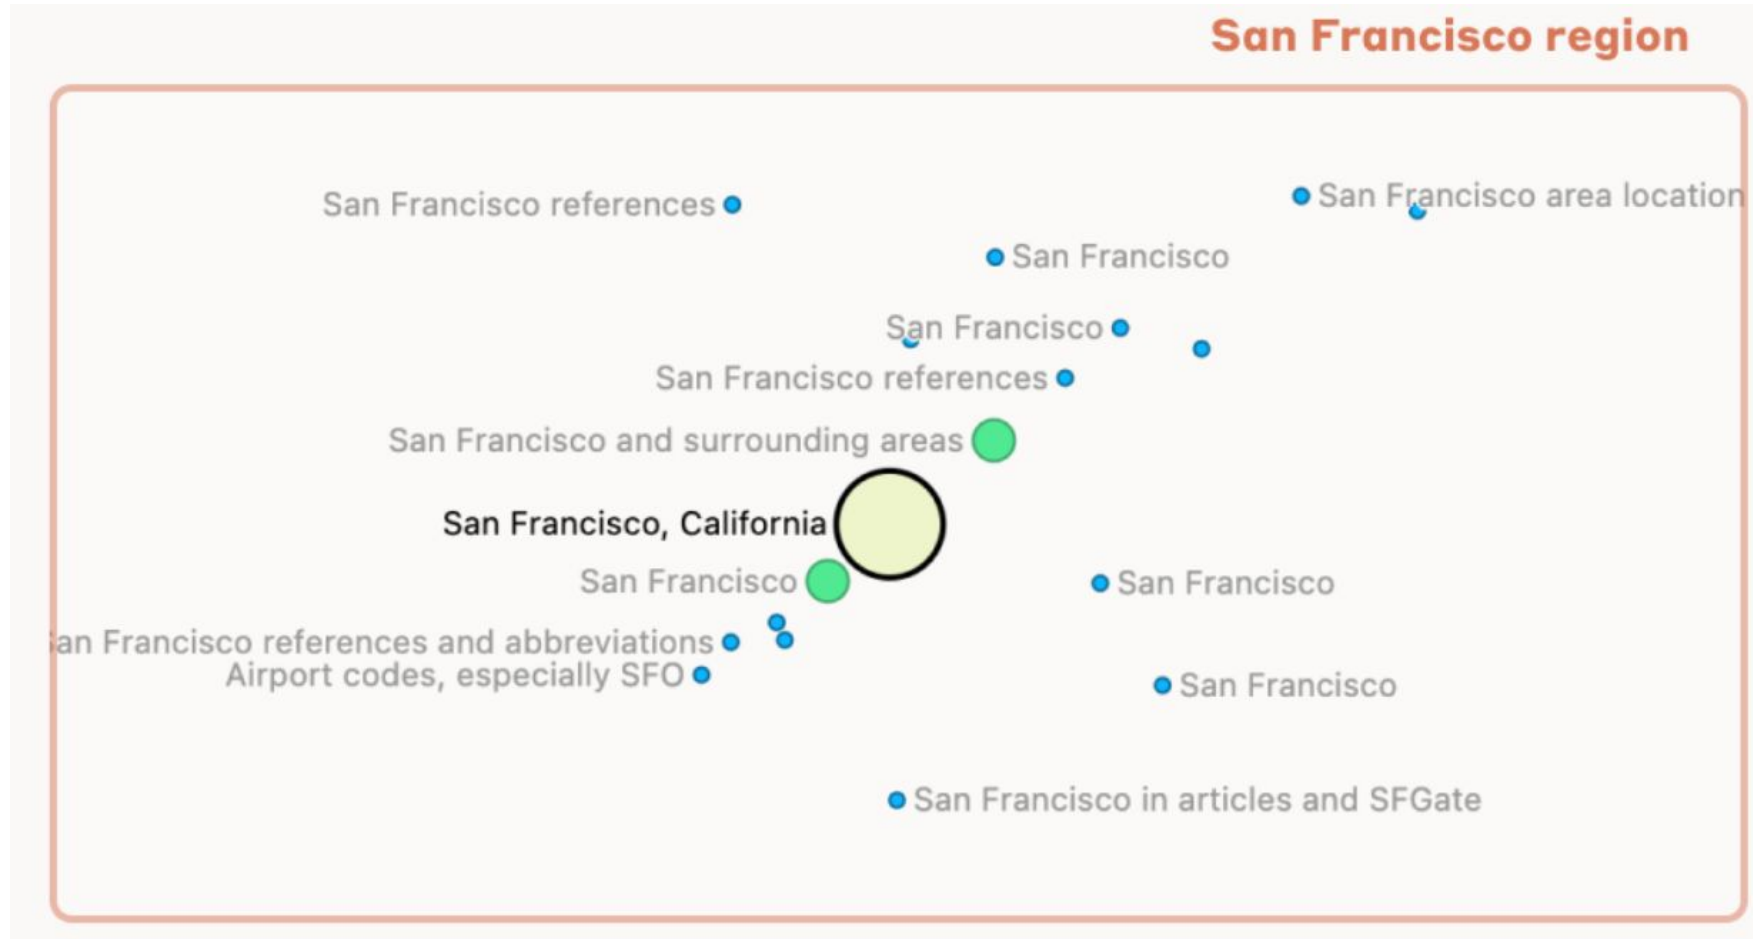 San Francisco region
San Francisco references
San Francisco area location
San Francisco
San Francisco
San Francisco references
San Francisco and surrounding areas
San Francisco, California
San Francisco
San Francisco
San Francisco references and abbreviations
Airport codes, especially SFO
San Francisco
San Francisco in articles and SFGate